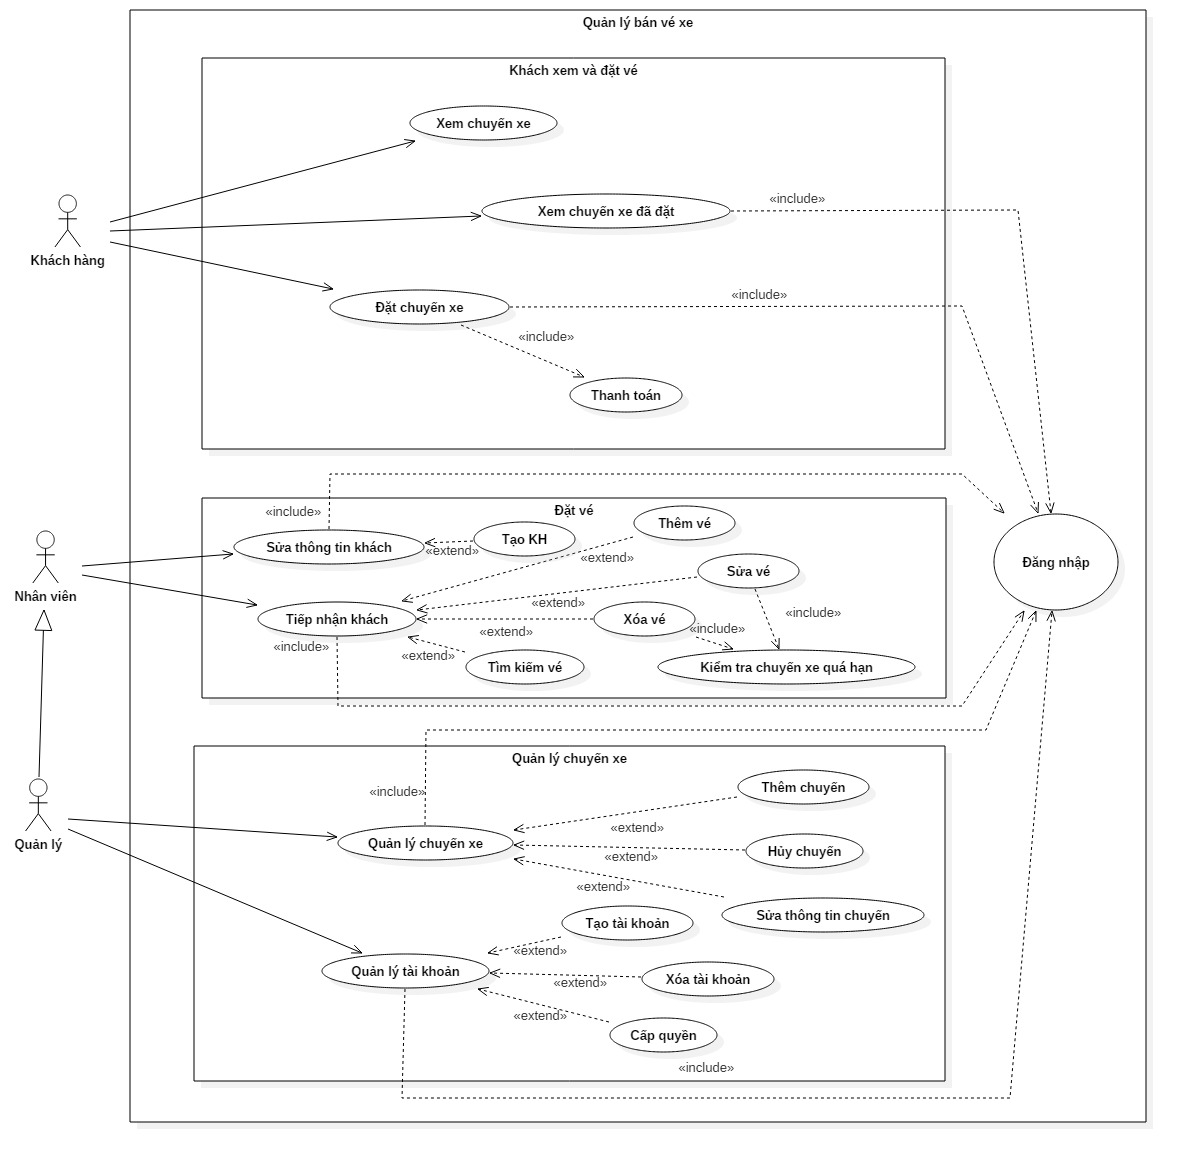 Quản lý bán vé xe
Khách xem và đặt vé
Xem chuyến xe
«include»
Xem chuyến xe đã đặt
Khách hàng
«include»
Đặt chuyến xe
«include»
Thanh toán
«include»
Đặt vé
Thêm vé
Tạo KH
Sửa thông tin khách
«extend»
«extend»
Đăng nhập
Sửa vé
Nhân viên
«extend»
«include»
Tiếp nhận khách
Xóa vé
«extend»
«include»
«include»
«extend»
Tìm kiếm vé
Kiểm tra chuyến xe quá hạn
Quản lý chuyến xe
Thêm chuyến
«include»
«extend»
Quản lý
Quản lý chuyến xe
Hủy chuyến
«extend»
«extend»
Sửa thông tin chuyến
Tạo tài khoản
«extend»
Quản lý tài khoản
Xóa tài khoản
«extend»
«extend»
Cấp quyền
«include»